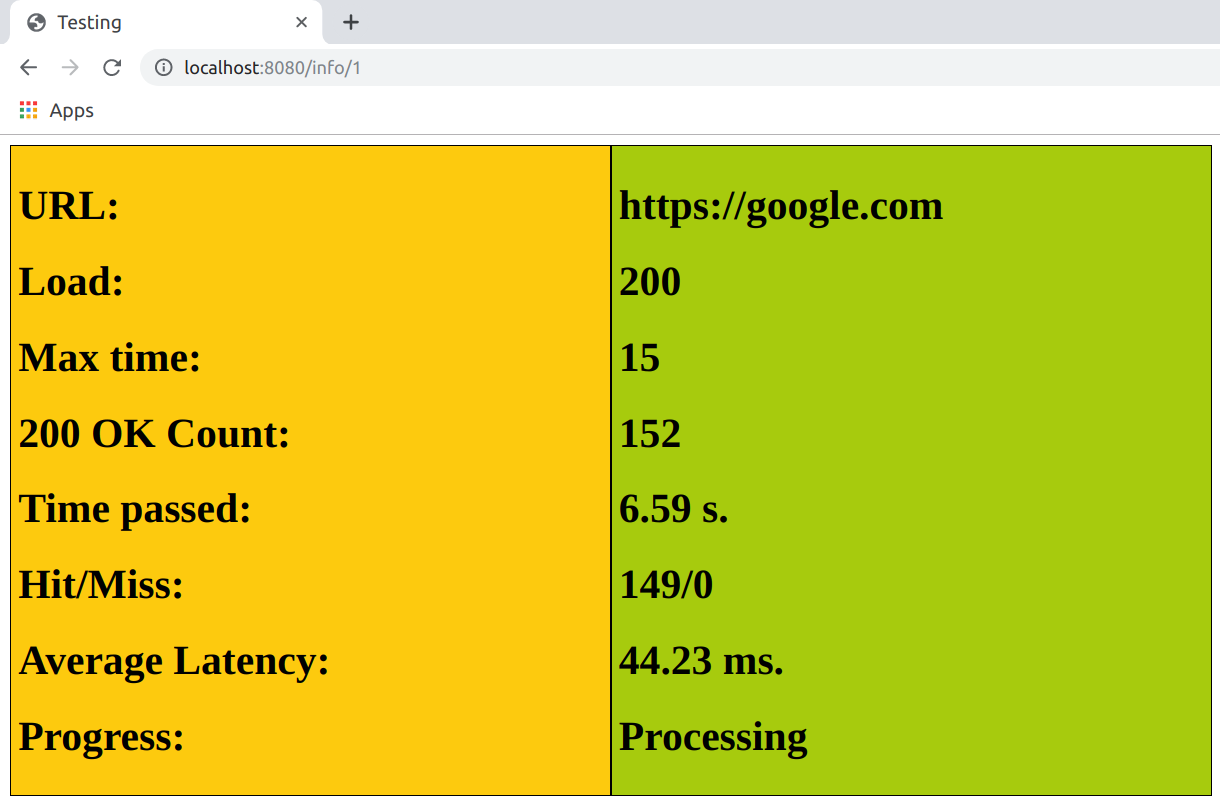 Testing
localhost:8080/info/1
Apps
URL: https://google.com
Load: 200
Max time: 15
200 OK Count: 152
Time passed: 6.59 s.
Hit/Miss: 149/0
Average Latency: 44.23 ms.
Progress: Processing